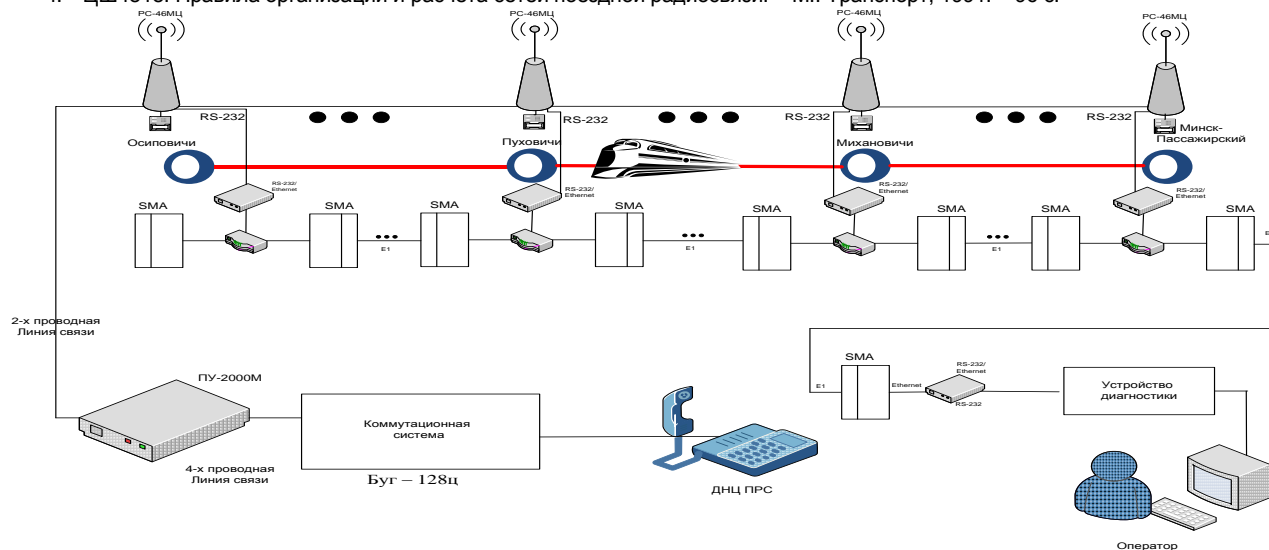 РС-46МЦ
РС-46МЦ
РС-46МЦ
РС-46МЦ
RS-232
RS-232
RS-232
RS-232
Осиповичи
Пуховичи
Михановичи
Минск-
Пассажирский
RS-232/
Ethernet
RS-232/
Ethernet
RS-232/
Ethernet
RS-232/
Ethernet
SMA
SMA
SMA
SMA
SMA
SMA
SMA
SMA
E1
E1
E1
2-х проводная
Линия связи
ПУ-2000М
4-х проводная
Линия связи
Коммутационная
система
Буг – 128ц
ДНЦ ПРС
E1
SMA
Ethernet
RS-232/
Ethernet
RS-232
Устройство
диагностики
Оператор